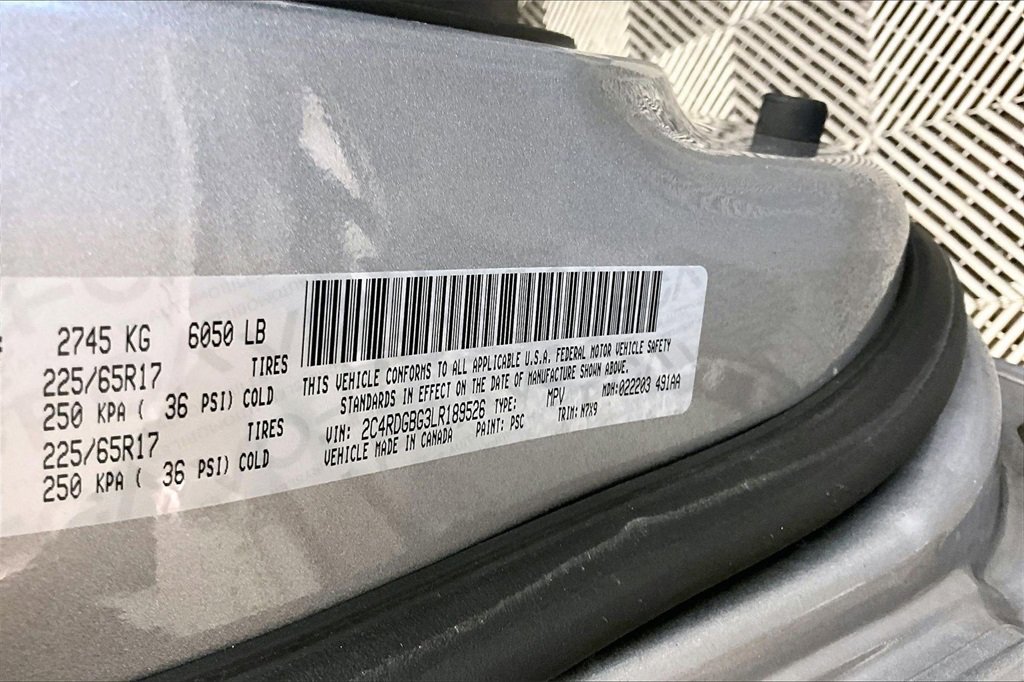 2745 KG 6050 LB
225/65R17 TIRES
250 KPA ( 36 PSI) COLD
225/65R17 TIRES
250 KPA ( 36 PSI) COLD
THIS VEHICLE CONFORMS TO ALL APPLICABLE U.S.A. FEDERAL MOTOR VEHICLE SAFETY
STANDARDS IN EFFECT ON THE DATE OF MANUFACTURE SHOWN ABOVE.
VIN: 2C4RDGBG3LR189526 TYPE: MPV MDH:022203 491AA
VEHICLE MADE IN CANADA PAINT: PSC TRIM: N7X9